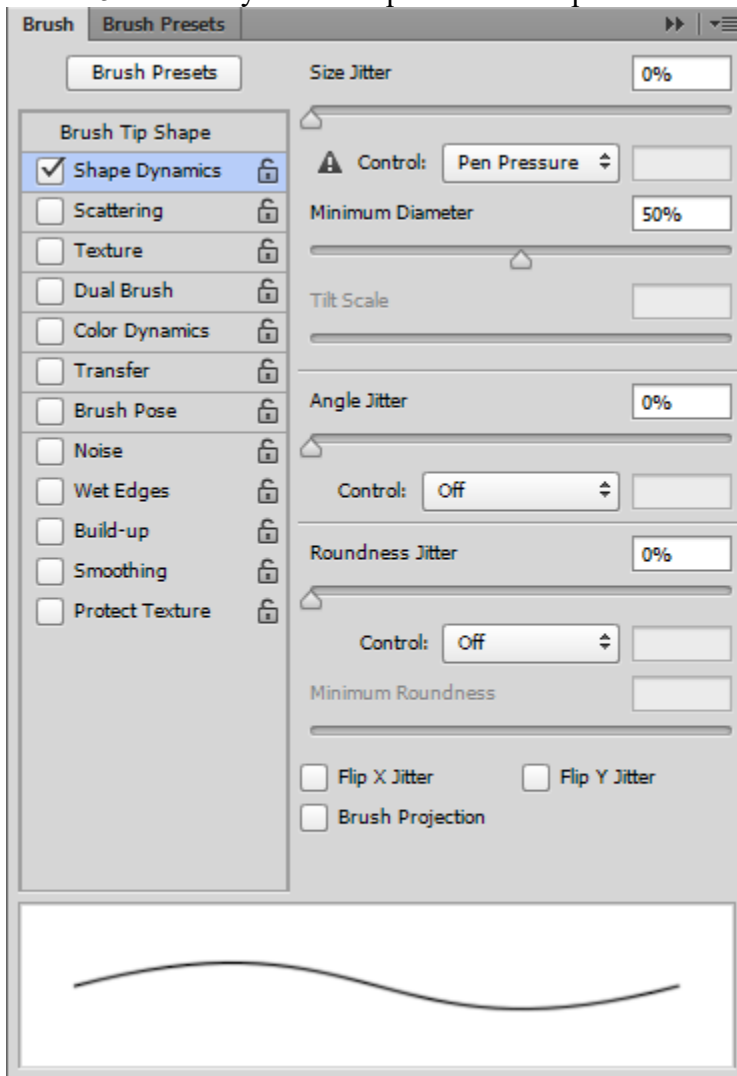 Brush Brush Presets
Brush Presets
Brush Tip Shape
Shape Dynamics
Scattering
Texture
Dual Brush
Color Dynamics
Transfer
Brush Pose
Noise
Wet Edges
Build-up
Smoothing
Protect Texture
Size Jitter 0%
Control: Pen Pressure
Minimum Diameter 50%
Tilt Scale
Angle Jitter 0%
Control: Off
Roundness Jitter 0%
Control: Off
Minimum Roundness
Flip X Jitter Flip Y Jitter
Brush Projection